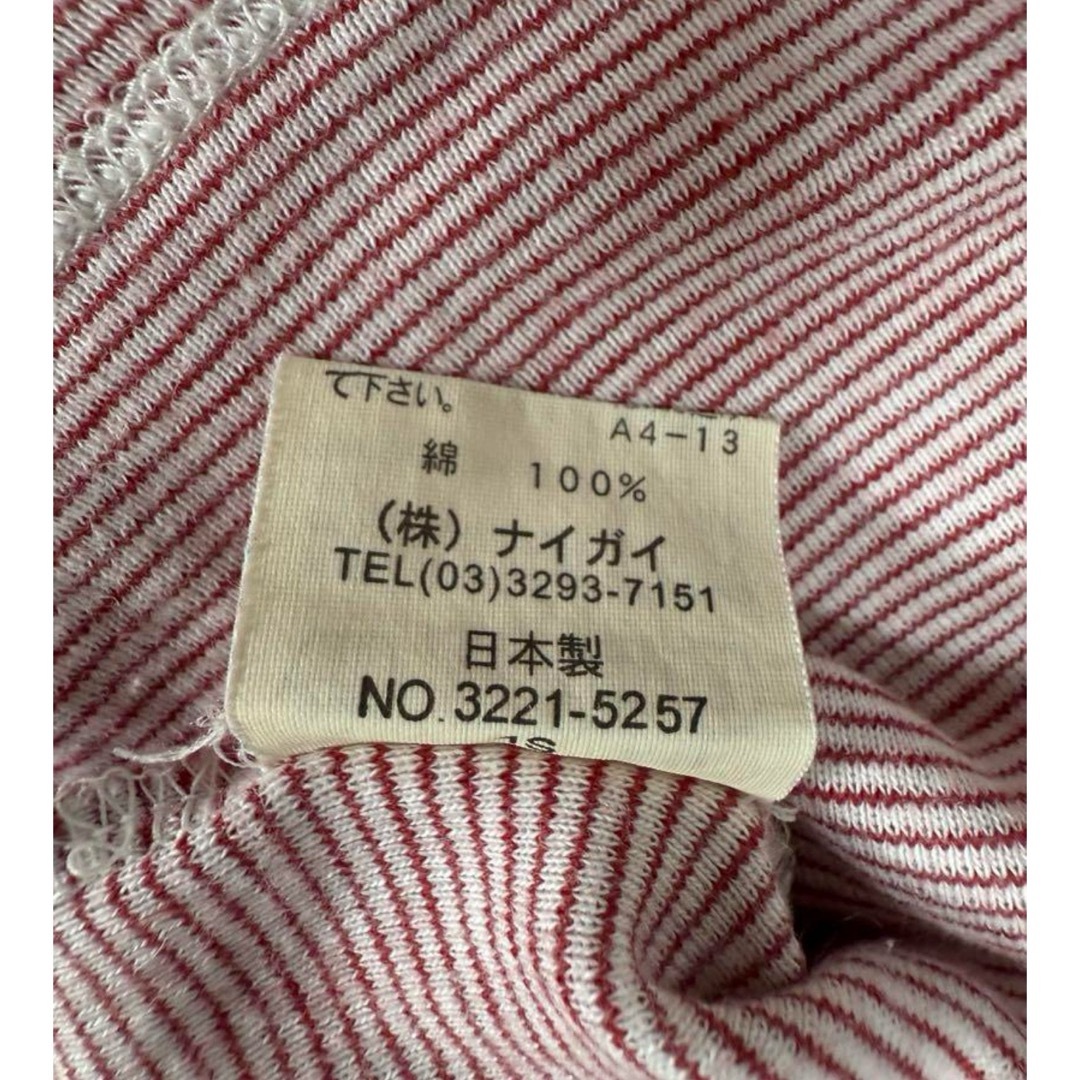 て下さい。
A4-13
綿 100%
(株)ナイガイ
TEL(03)3293-7151
日本製
NO.3221-5257